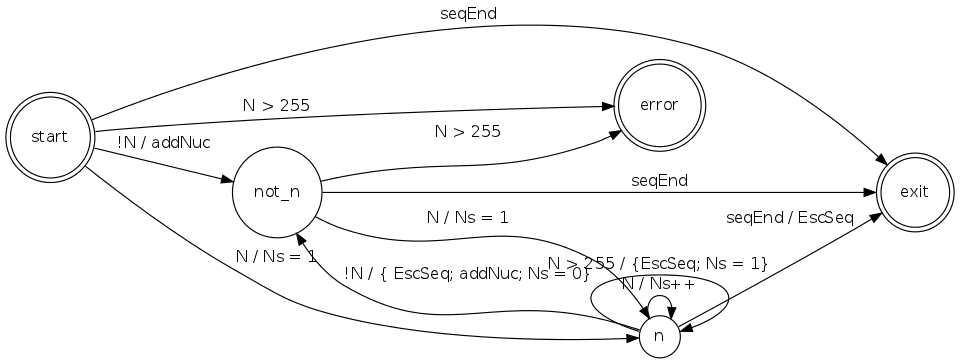 seqEnd
N > 255
error
N > 255
start
!N / addNuc
not_n
seqEnd
exit
N / Ns = 1
seqEnd / EscSeq
N / Ns = 1
N > 255 / {EscSeq; Ns = 1}
!N / { EscSeq; addNuc; Ns = 0}
N / Ns++
n